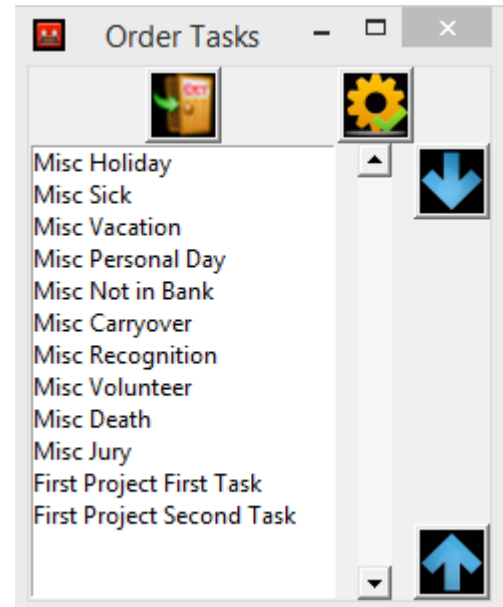 Order Tasks
Misc Holiday
Misc Sick
Misc Vacation
Misc Personal Day
Misc Not in Bank
Misc Carryover
Misc Recognition
Misc Volunteer
Misc Death
Misc Jury
First Project First Task
First Project Second Task